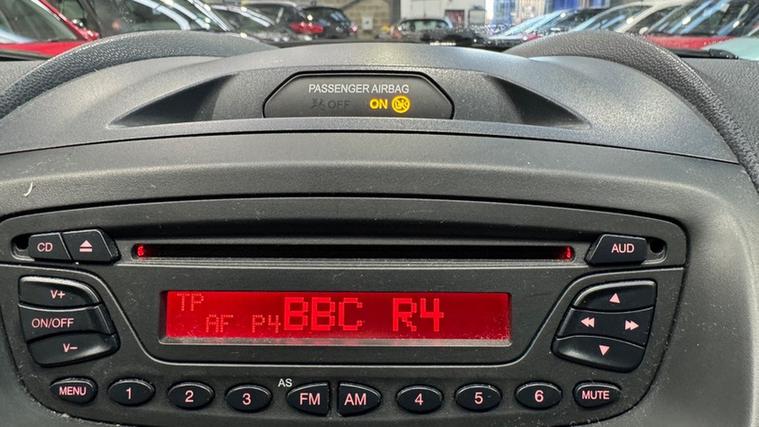 PASSENGER AIRBAG
OFF ON
CD AUD
V+
ON/OFF
V-
TP
AF P4 BBC R4
MENU 1 2 3 AS FM AM 4 5 6 MUTE